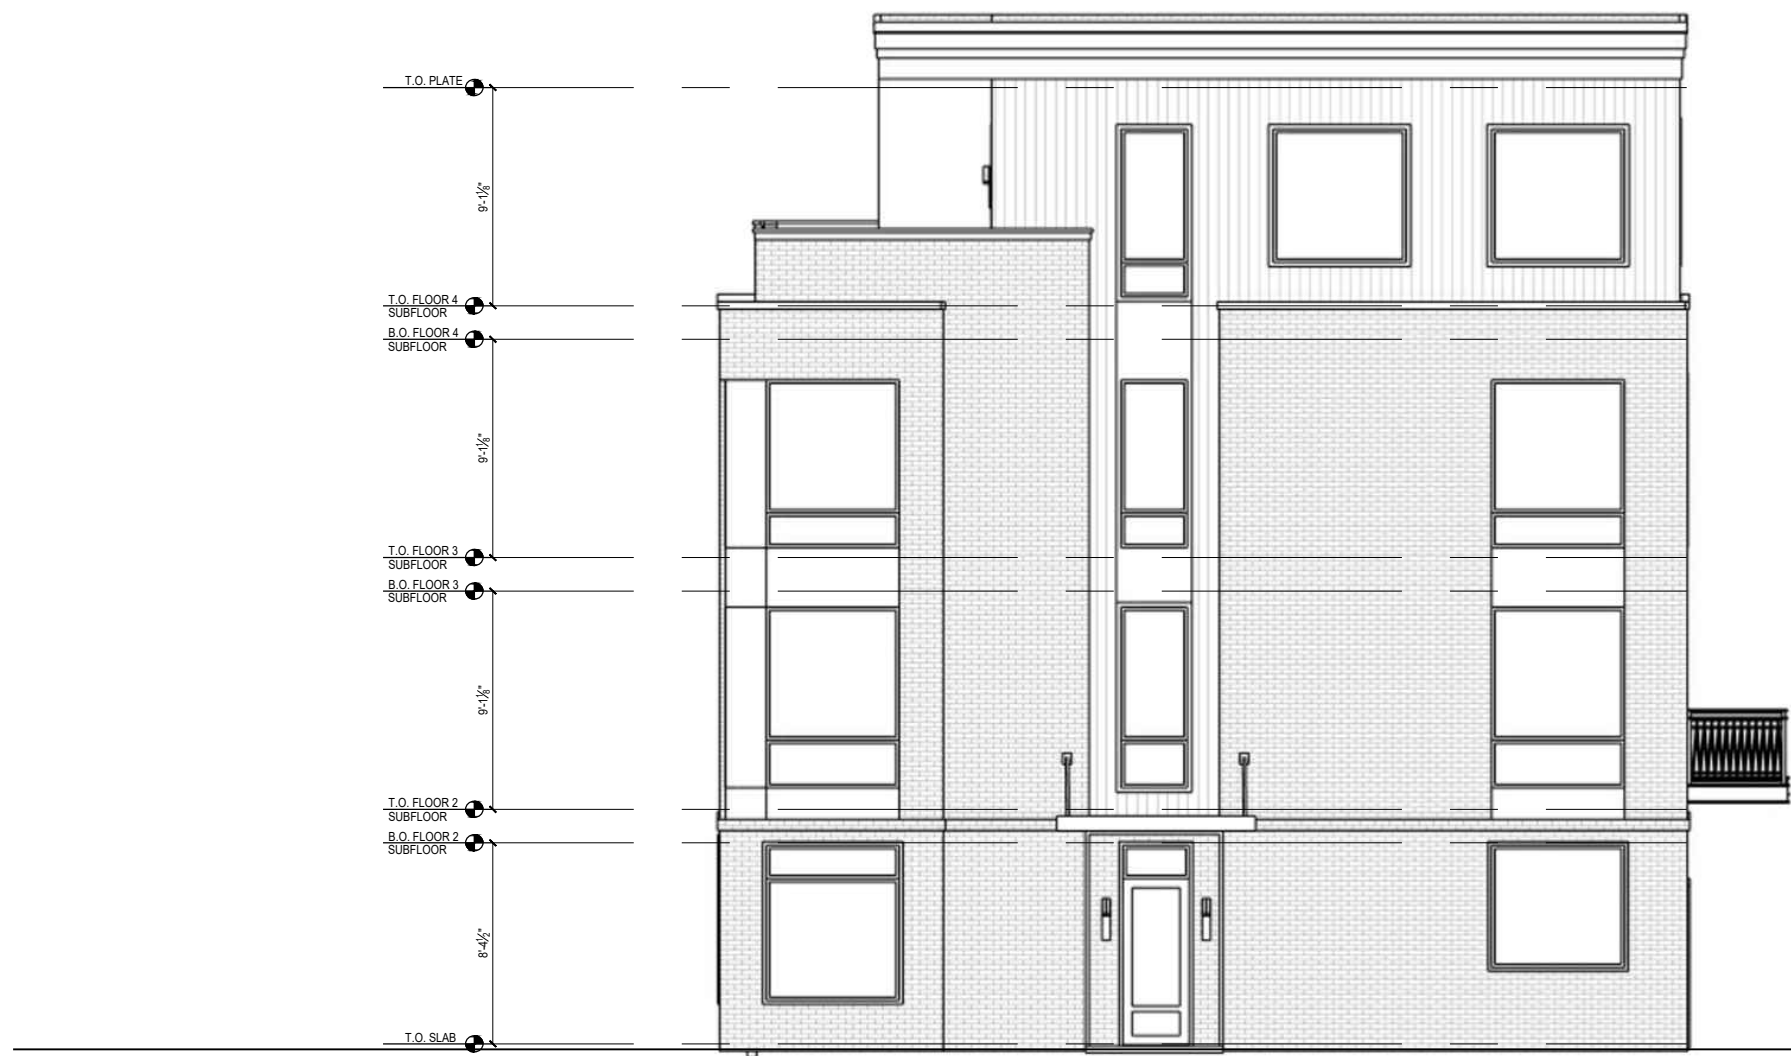 T.O. PLATE
9'-1⅛"
T.O. FLOOR 4
SUBFLOOR
B.O. FLOOR 4
SUBFLOOR
9'-1⅛"
T.O. FLOOR 3
SUBFLOOR
B.O. FLOOR 3
SUBFLOOR
9'-1⅛"
T.O. FLOOR 2
SUBFLOOR
B.O. FLOOR 2
SUBFLOOR
8'-4½"
T.O. SLAB